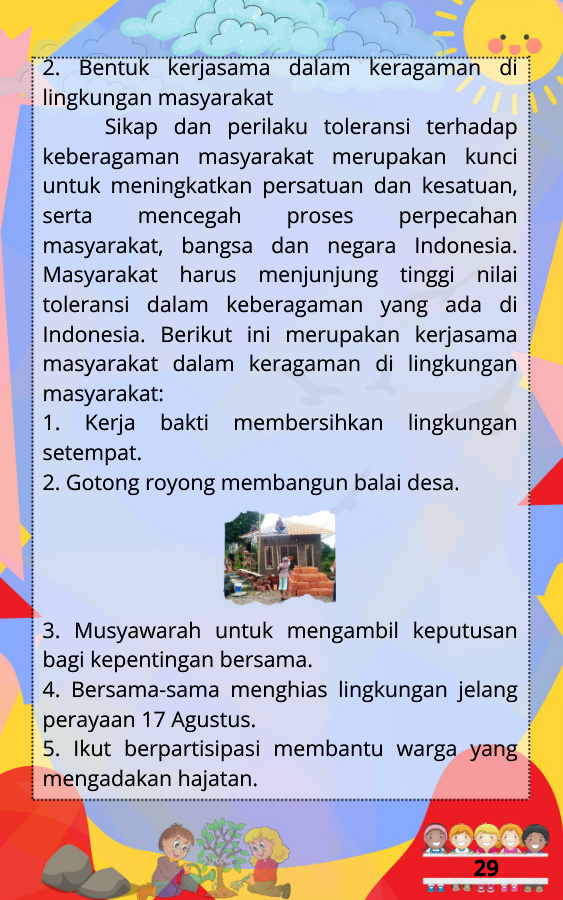 2. Bentuk kerjasama dalam keragaman di
lingkungan masyarakat
Sikap dan perilaku toleransi terhadap
keberagaman masyarakat merupakan kunci
untuk meningkatkan persatuan dan kesatuan,
serta mencegah proses perpecahan
masyarakat, bangsa dan negara Indonesia.
Masyarakat harus menjunjung tinggi nilai
toleransi dalam keberagaman yang ada di
Indonesia. Berikut ini merupakan kerjasama
masyarakat dalam keragaman di lingkungan
masyarakat:
1. Kerja bakti membersihkan lingkungan
setempat.
2. Gotong royong membangun balai desa.
3. Musyawarah untuk mengambil keputusan
bagi kepentingan bersama.
4. Bersama-sama menghias lingkungan jelang
perayaan 17 Agustus.
5. Ikut berpartisipasi membantu warga yang
mengadakan hajatan.
29